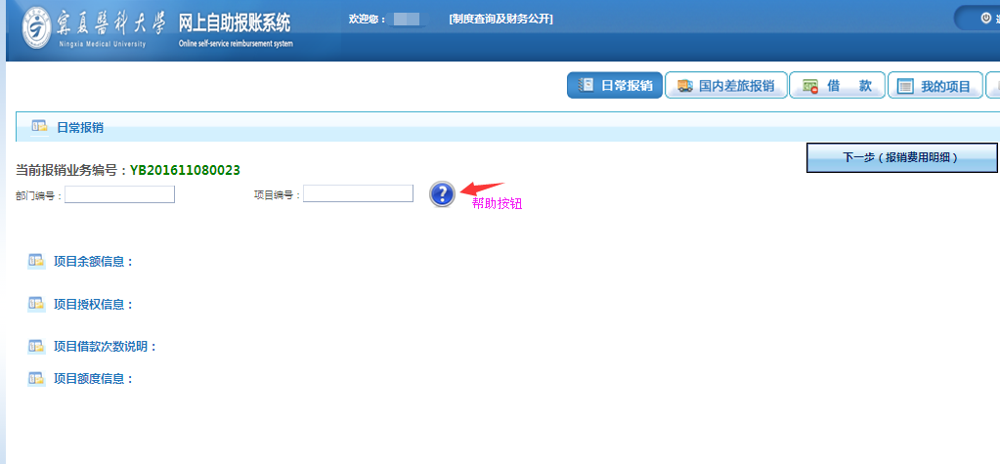 宁夏医科大学
Ningxia Medical University
网上自助报账系统
Online self-service reimbursement system
欢迎您：
[制度查询及财务公开]
日常报销
国内差旅报销
借 款
我的项目
日常报销
下一步（报销费用明细）
当前报销业务编号：YB201611080023
部门编号：
项目编号：
?
帮助按钮
项目余额信息：
项目授权信息：
项目借款次数说明：
项目额度信息：